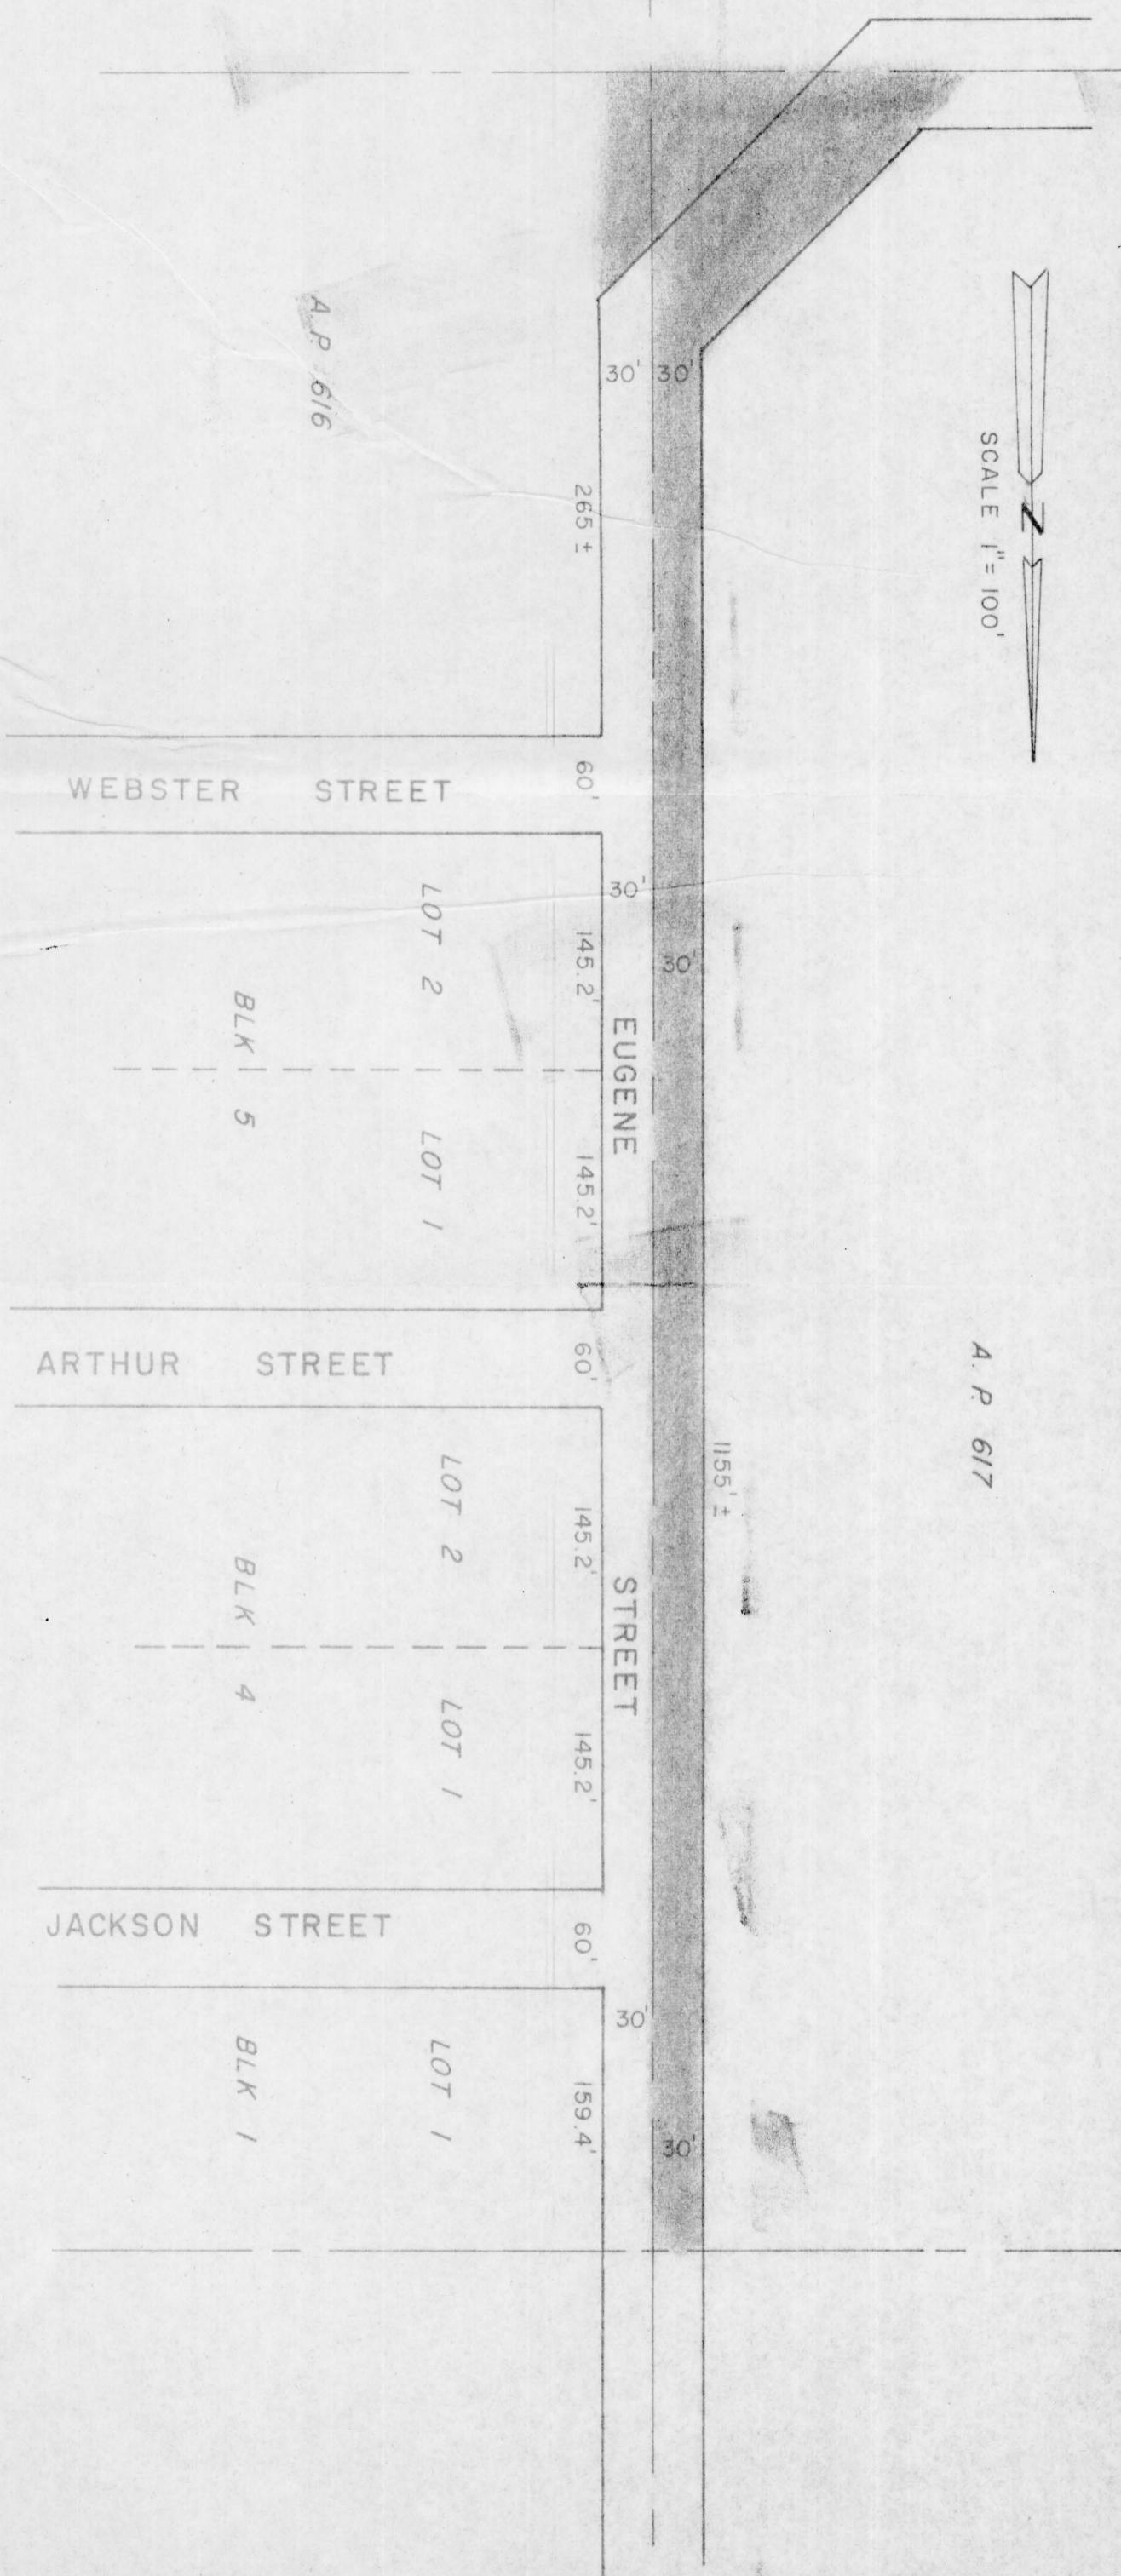 A. P. 616
30' 30'
265 ±
N
SCALE 1" = 100'
WEBSTER STREET
60'
30'
30'
LOT 2
145.2'
BLK 5
EUGENE STREET
LOT 1
145.2'
ARTHUR STREET
60'
A. P. 617
1155' ±
LOT 2
145.2'
BLK 4
LOT 1
145.2'
JACKSON STREET
60'
30'
LOT 1
BLK 1
159.4'
30'